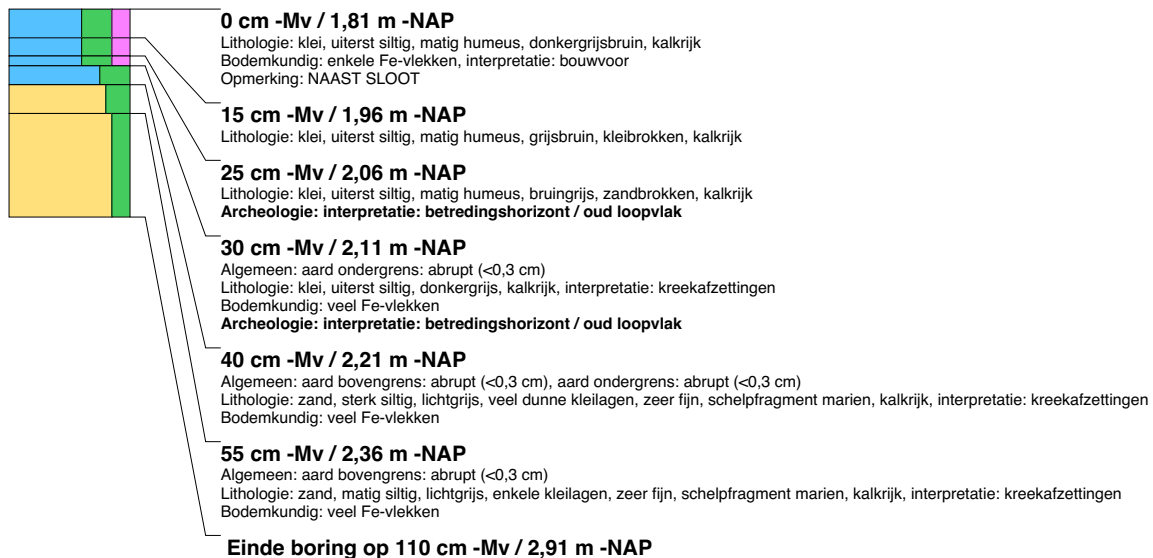 0 cm -Mv / 1,81 m -NAP
Lithologie: klei, uiterst siltig, matig humeus, donkergrijsbruin, kalkrijk
Bodemkundig: enkele Fe-vlekken, interpretatie: bouwvoor
Opmerking: NAAST SLOOT
15 cm -Mv / 1,96 m -NAP
Lithologie: klei, uiterst siltig, matig humeus, grijsbruin, kleibrokken, kalkrijk
25 cm -Mv / 2,06 m -NAP
Lithologie: klei, uiterst siltig, matig humeus, bruingrijs, zandbrokken, kalkrijk
Archeologie: interpretatie: betredingshorizont / oud loopvlak
30 cm -Mv / 2,11 m -NAP
Algemeen: aard ondergrens: abrupt (<0,3 cm)
Lithologie: klei, uiterst siltig, donkergrijs, kalkrijk, interpretatie: kreekafzettingen
Bodemkundig: veel Fe-vlekken
Archeologie: interpretatie: betredingshorizont / oud loopvlak
40 cm -Mv / 2,21 m -NAP
Algemeen: aard bovengrens: abrupt (<0,3 cm), aard ondergrens: abrupt (<0,3 cm)
Lithologie: zand, sterk siltig, lichtgrijs, veel dunne kleilagen, zeer fijn, schelpfragment marien, kalkrijk, interpretatie: kreekafzettingen
Bodemkundig: veel Fe-vlekken
55 cm -Mv / 2,36 m -NAP
Algemeen: aard bovengrens: abrupt (<0,3 cm)
Lithologie: zand, matig siltig, lichtgrijs, enkele kleilagen, zeer fijn, schelpfragment marien, kalkrijk, interpretatie: kreekafzettingen
Bodemkundig: veel Fe-vlekken
Einde boring op 110 cm -Mv / 2,91 m -NAP